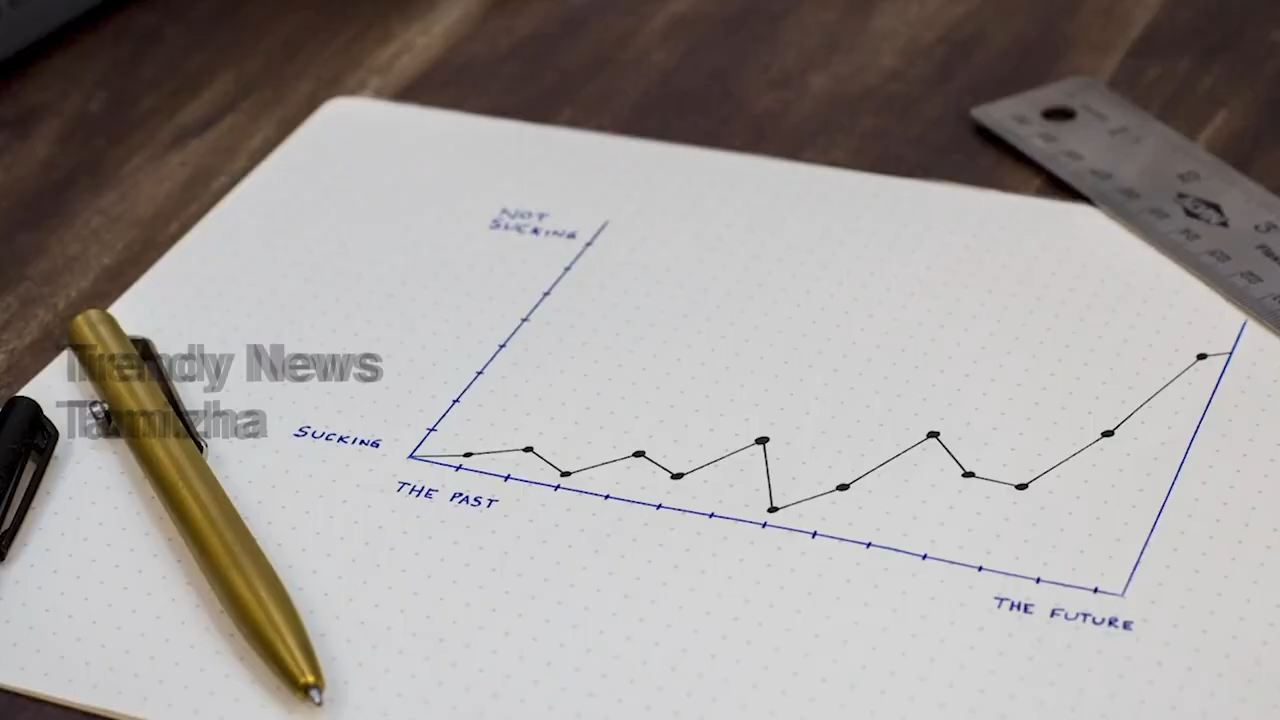 NOT
SUCKING
Trendy News
Tamizha
SUCKING
THE PAST
THE FUTURE